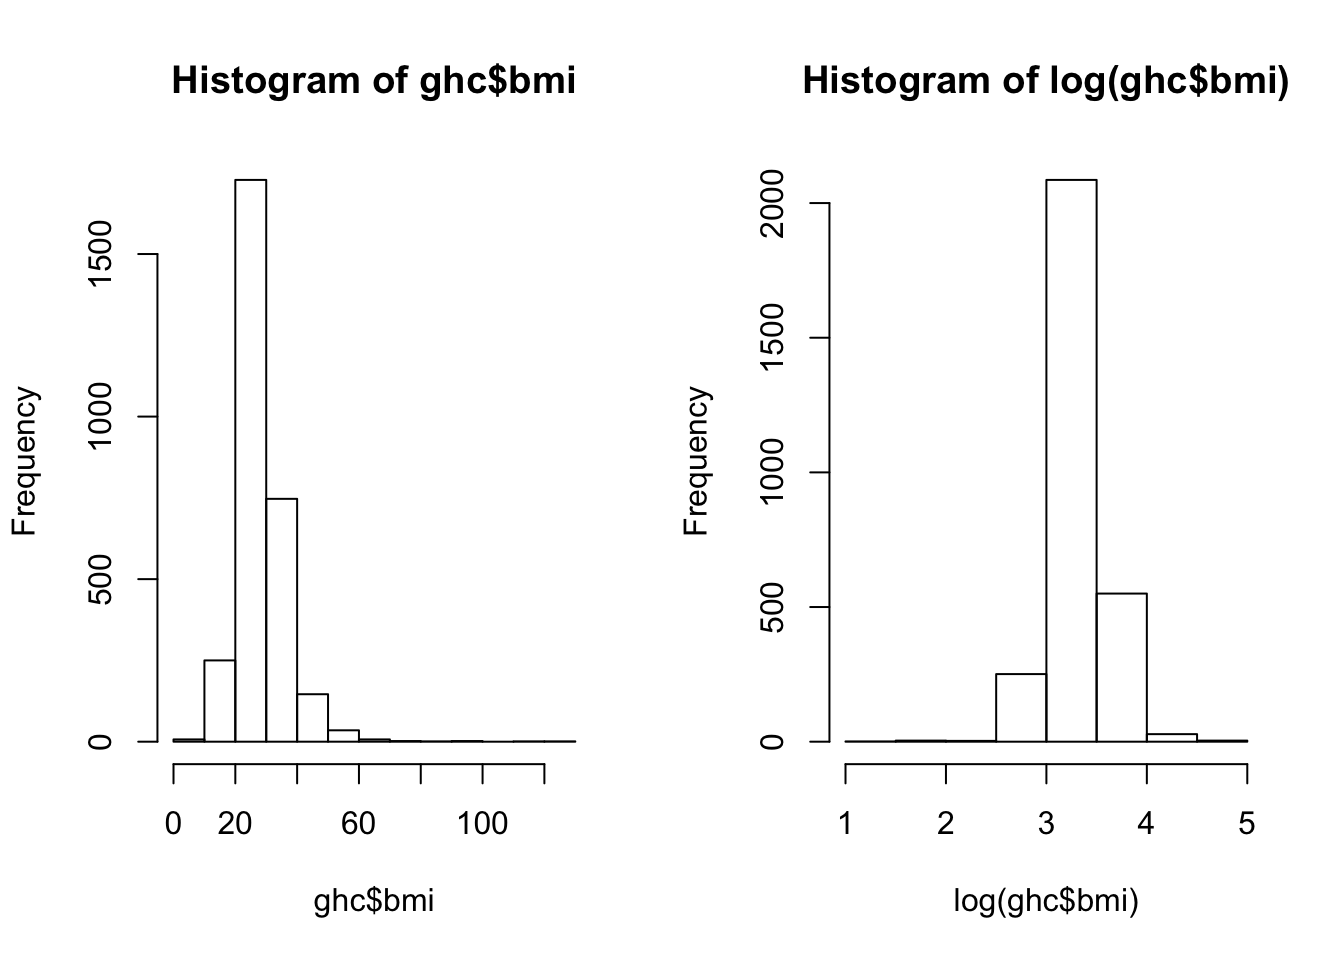 Histogram of ghc$bmi
Frequency
0
500
1000
1500
0 20 60 100
ghc$bmi
Histogram of log(ghc$bmi)
Frequency
0
500
1000
1500
2000
1 2 3 4 5
log(ghc$bmi)